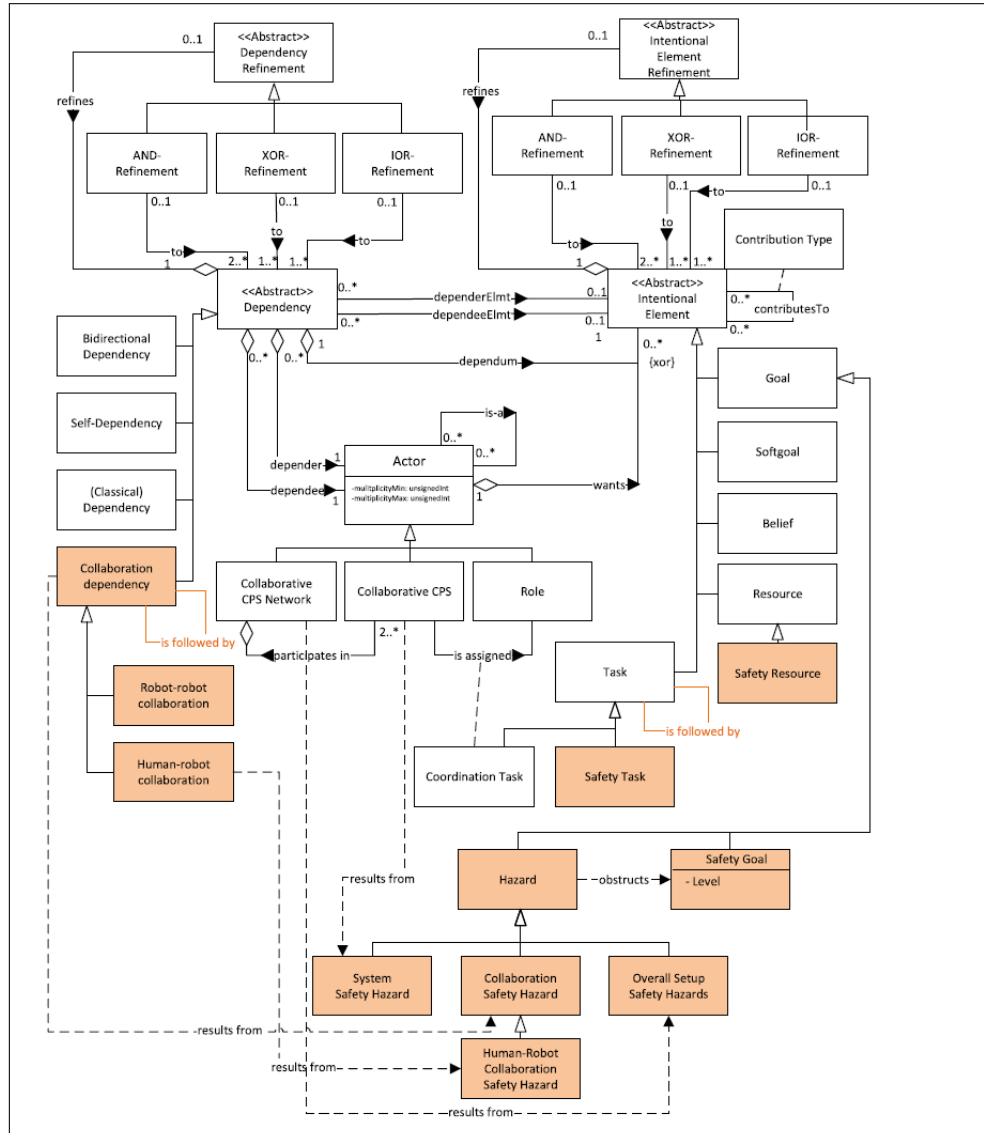 <<Abstract>>
Dependency
Refinement
0..1
refines
AND-
Refinement
XOR-
Refinement
IOR-
Refinement
0..1
0..1
0..1
to
to
to
1
2..*
1..*
1..*
<<Abstract>>
Dependency
<<Abstract>>
Intentional
Element
Refinement
0..1
refines
AND-
Refinement
XOR-
Refinement
IOR-
Refinement
0..1
0..1
0..1
to
to
to
Contribution Type
1
2..*
1..*
1..*
<<Abstract>>
Intentional
Element
0..*
0..*
contributesTo
0..*
dependerElmt
0..1
0..*
dependeeElmt
0..1
1
0..*
0..*
1
dependum
0..*
{xor}
Bidirectional
Dependency
Self-Dependency
(Classical)
Dependency
Collaboration
dependency
is followed by
Robot-robot
collaboration
Human-robot
collaboration
is-a
0..*
0..*
depender
1
dependee
1
Actor
-mulitplicityMin: unsignedInt
-multiplicityMax: unsignedInt
1
wants
Collaborative
CPS Network
Collaborative CPS
Role
2..*
participates in
is assigned
Goal
Softgoal
Belief
Resource
Safety Resource
Task
is followed by
Coordination Task
Safety Task
Hazard
obstructs
Safety Goal
- Level
results from
System
Safety Hazard
Collaboration
Safety Hazard
Overall Setup
Safety Hazards
results from
Human-Robot
Collaboration
Safety Hazard
results from
results from